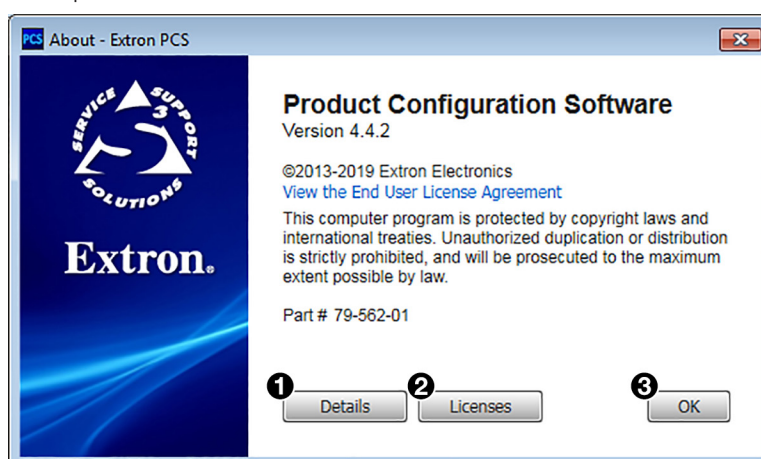 PCS About - Extron PCS
SERVICE SUPPORT SOLUTIONS
S3
Extron®
Product Configuration Software
Version 4.4.2
©2013-2019 Extron Electronics
View the End User License Agreement
This computer program is protected by copyright laws and
international treaties. Unauthorized duplication or distribution
is strictly prohibited, and will be prosecuted to the maximum
extent possible by law.
Part # 79-562-01
1 Details 2 Licenses 3 OK